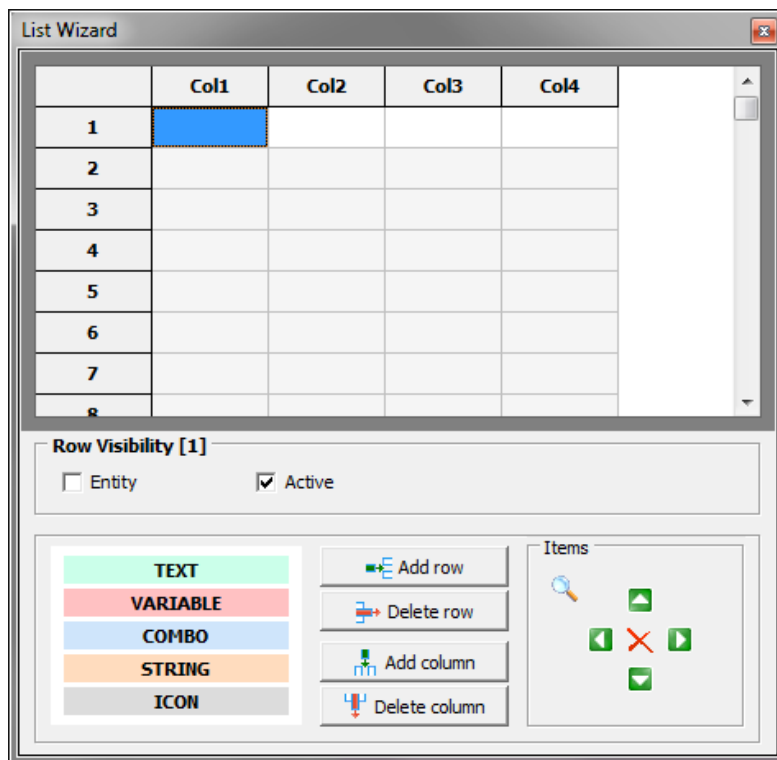 List Wizard
Col1 Col2 Col3 Col4
1
2
3
4
5
6
7
8
Row Visibility [1]
Entity Active
TEXT
VARIABLE
COMBO
STRING
ICON
Add row
Delete row
Add column
Delete column
Items